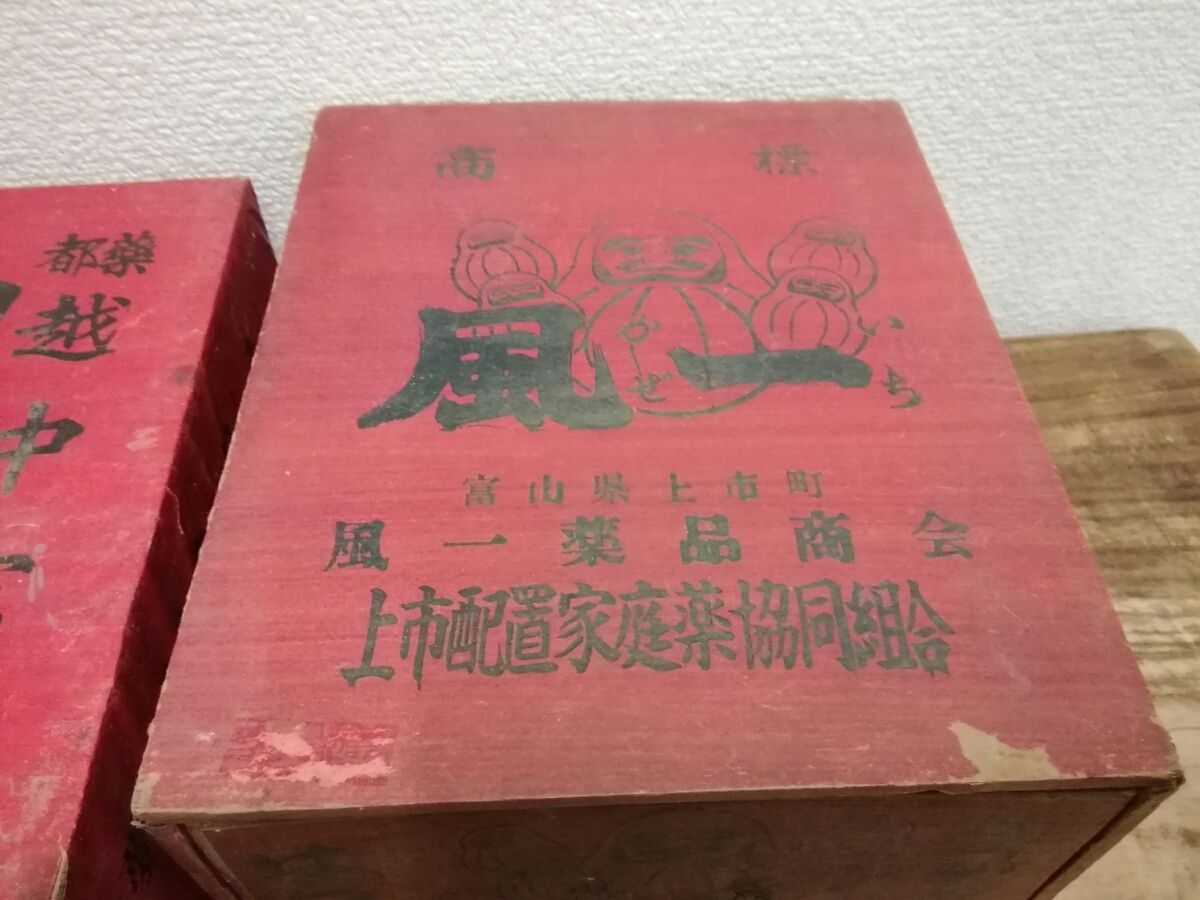 商標
風一
かぜ いち
富山県上市町
風一薬品商会
上市配置家庭薬協同組合
薬都
越
中